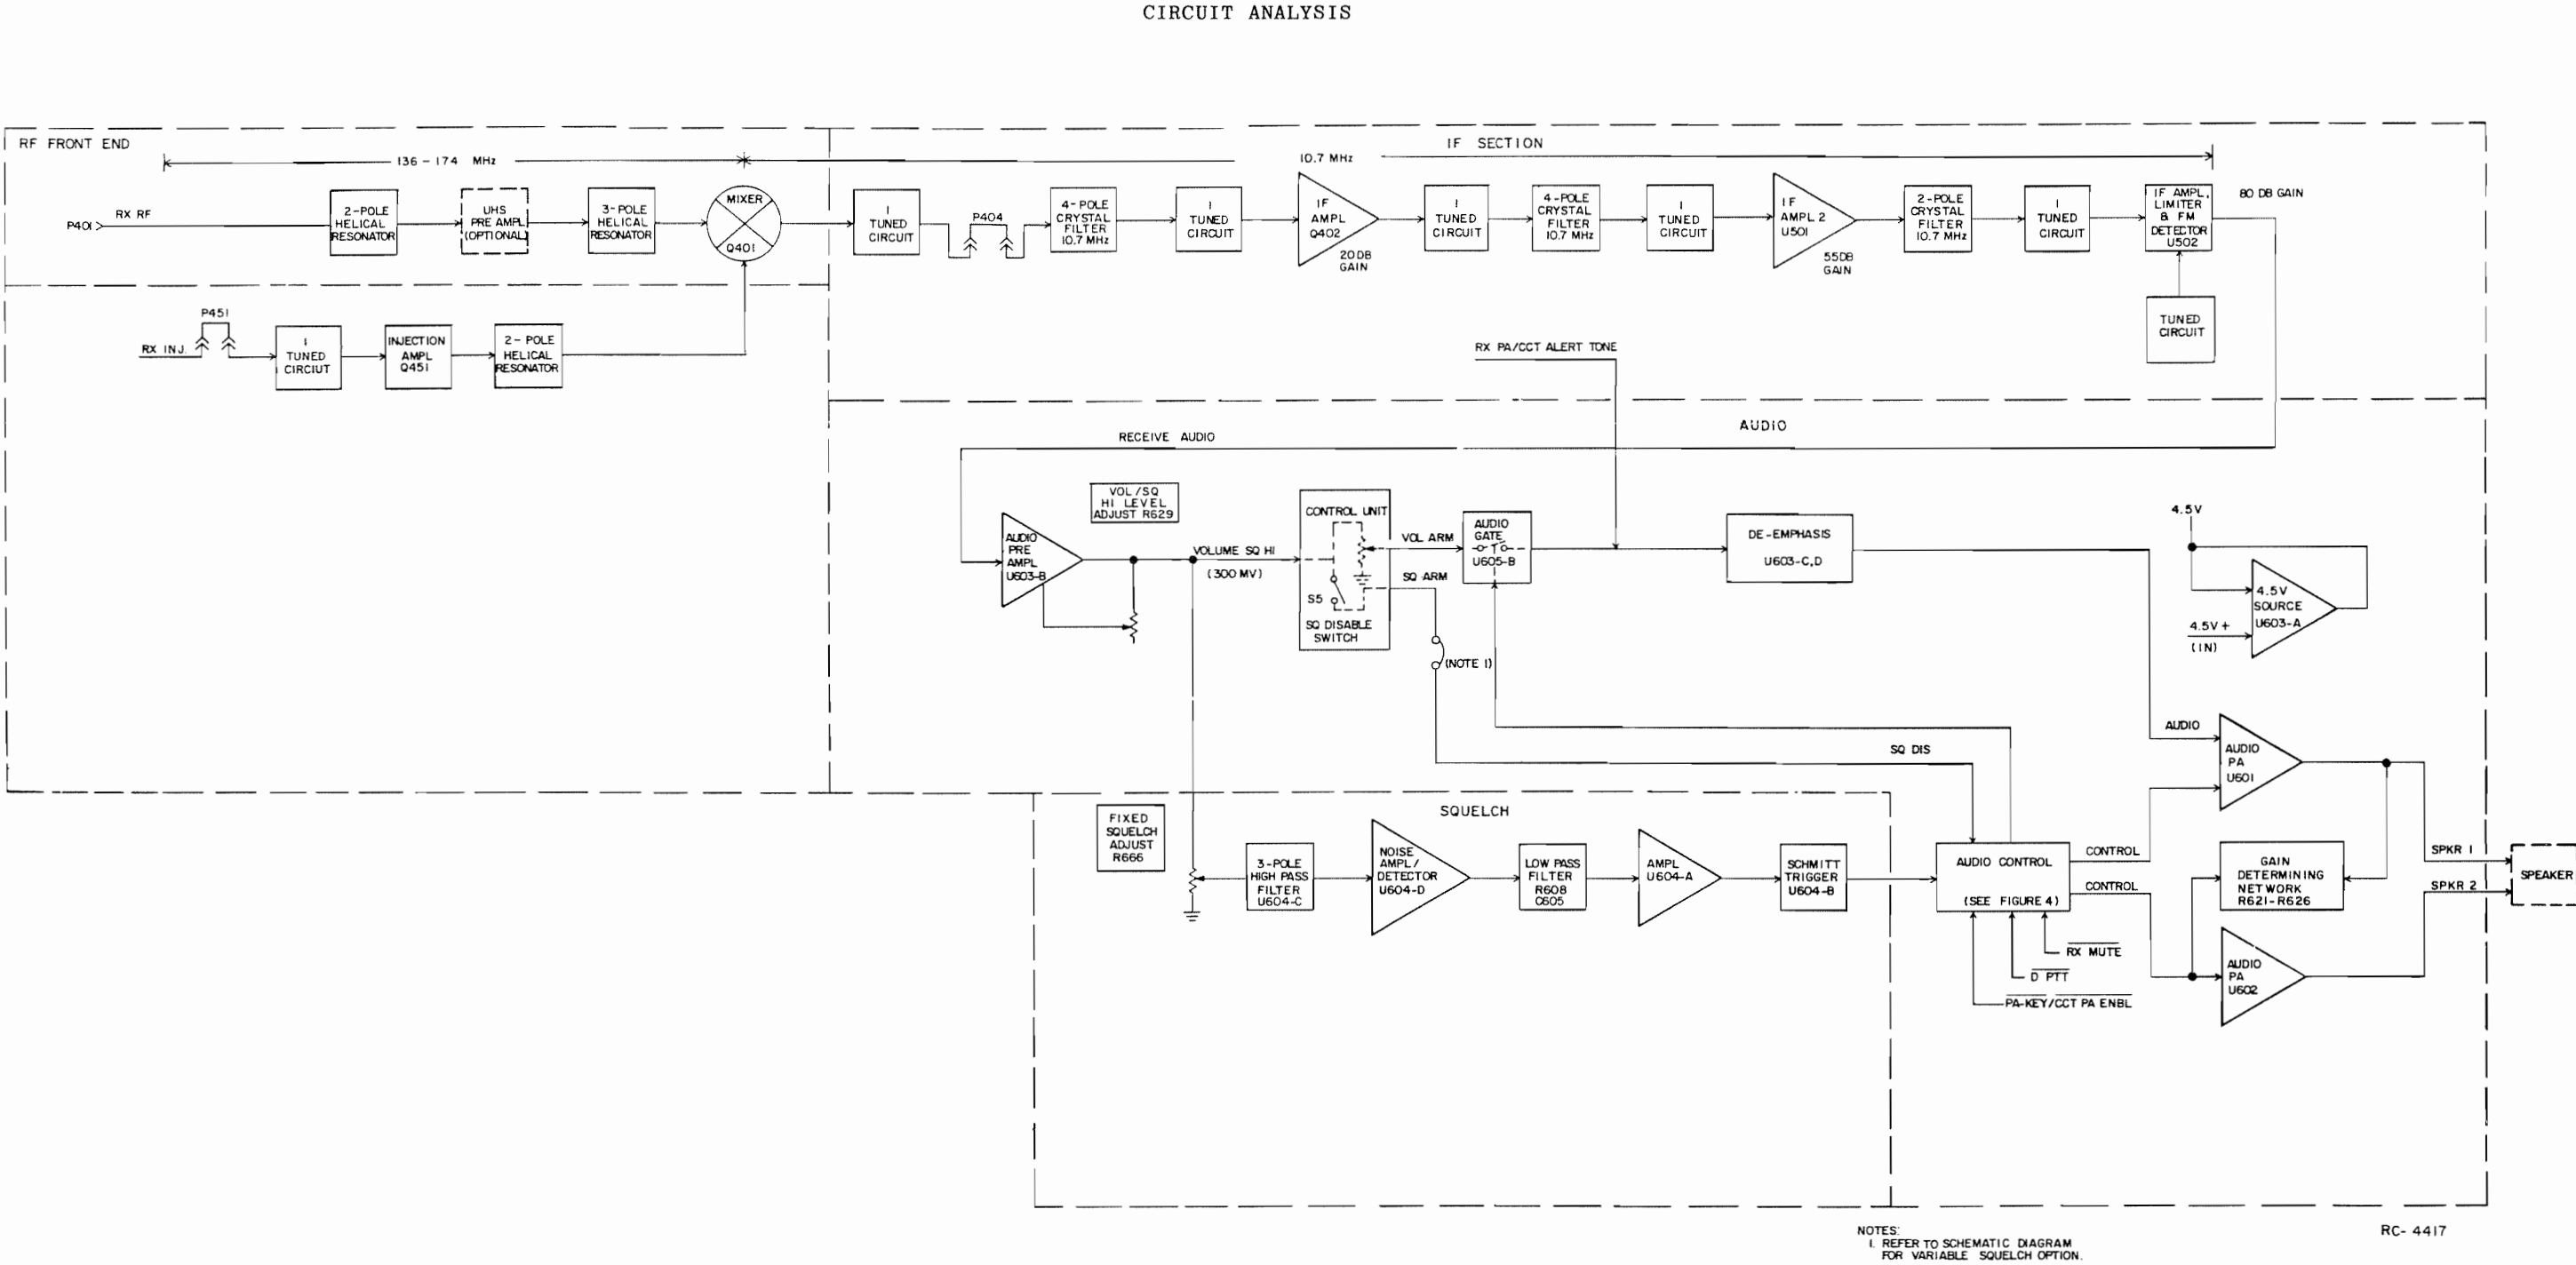 CIRCUIT ANALYSIS
RF FRONT END
136 - 174 MHz
IF SECTION
10.7 MHz
P401
RX RF
2-POLE
HELICAL
RESONATOR
UHS
PRE AMPL
(OPTIONAL)
3-POLE
HELICAL
RESONATOR
MIXER
Q401
1
TUNED
CIRCUIT
P404
4-POLE
CRYSTAL
FILTER
10.7 MHz
1
TUNED
CIRCUIT
IF
AMPL
Q402
20DB
GAIN
1
TUNED
CIRCUIT
4-POLE
CRYSTAL
FILTER
10.7 MHz
1
TUNED
CIRCUIT
IF
AMPL 2
U501
55DB
GAIN
2-POLE
CRYSTAL
FILTER
10.7 MHz
1
TUNED
CIRCUIT
IF AMPL,
LIMITER
& FM
DETECTOR
U502
80 DB GAIN
TUNED
CIRCUIT
P451
RX INJ.
1
TUNED
CIRCIUT
INJECTION
AMPL
Q451
2- POLE
HELICAL
RESONATOR
RX PA/CCT ALERT TONE
AUDIO
RECEIVE AUDIO
VOL/SQ
HI LEVEL
ADJUST R629
AUDIO
PRE
AMPL
U603-B
VOLUME SQ HI
(300 MV)
CONTROL UNIT
S5
SQ DISABLE
SWITCH
VOL ARM
SQ ARM
AUDIO
GATE
U605-B
(NOTE 1)
DE-EMPHASIS
U603-C,D
4.5V
4.5V
SOURCE
U603-A
4.5V +
(IN)
SQ DIS
AUDIO
AUDIO
PA
U601
SQUELCH
FIXED
SQUELCH
ADJUST
R666
3-POLE
HIGH PASS
FILTER
U604-C
NOISE
AMPL/
DETECTOR
U604-D
LOW PASS
FILTER
R608
C605
AMPL
U604-A
SCHMITT
TRIGGER
U604-B
AUDIO CONTROL
(SEE FIGURE 4)
CONTROL
CONTROL
GAIN
DETERMINING
NETWORK
R621-R626
SPKR 1
SPKR 2
SPEAKER
RX MUTE
D PTT
PA-KEY/CCT PA ENBL
AUDIO
PA
U602
NOTES:
1. REFER TO SCHEMATIC DIAGRAM
FOR VARIABLE SQUELCH OPTION.
RC- 4417